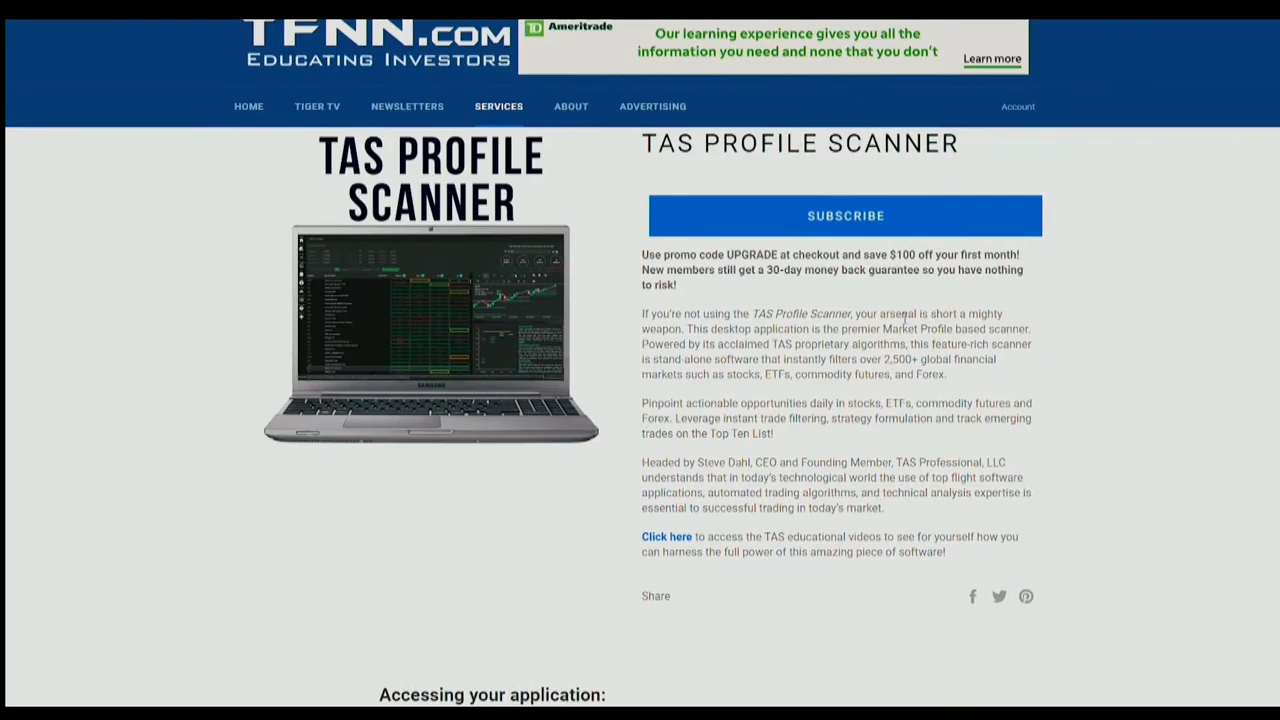 TFNN.COM
EDUCATING INVESTORS
TD Ameritrade
Our learning experience gives you all the
information you need and none that you don't
Learn more
HOME TIGER TV NEWSLETTERS SERVICES ABOUT ADVERTISING Account
TAS PROFILE
SCANNER
TAS PROFILE SCANNER
SUBSCRIBE
Use promo code UPGRADE at checkout and save $100 off your first month!
New members still get a 30-day money back guarantee so you have nothing
to risk!
If you're not using the TAS Profile Scanner, your arsenal is short a mighty
weapon. This desktop application is the premier Market Profile based scanner.
Powered by its acclaimed TAS proprietary algorithms, this feature-rich scanner
is stand-alone software that instantly filters over 2,500+ global financial
markets such as stocks, ETFs, commodity futures, and Forex.
Pinpoint actionable opportunities daily in stocks, ETFs, commodity futures and
Forex. Leverage instant trade filtering, strategy formulation and track emerging
trades on the Top Ten List!
Headed by Steve Dahl, CEO and Founding Member, TAS Professional, LLC
understands that in today's technological world the use of top flight software
applications, automated trading algorithms, and technical analysis expertise is
essential to successful trading in today's market.
Click here to access the TAS educational videos to see for yourself how you
can harness the full power of this amazing piece of software!
Share
SAMSUNG
Accessing your application: